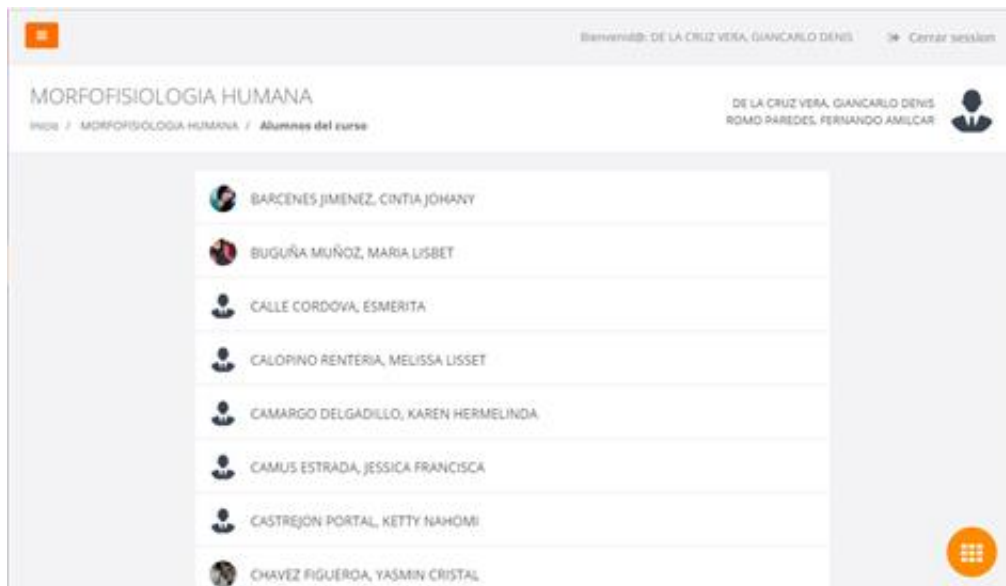 Bienvenid@: DE LA CRUZ VERA, GIANCARLO DENIS
Cerrar session
MORFOFISIOLOGIA HUMANA
Inicio / MORFOFISIOLOGIA HUMANA / Alumnos del curso
DE LA CRUZ VERA, GIANCARLO DENIS
ROMO PAREDES, FERNANDO AMILCAR
BARCENES JIMENEZ, CINTIA JOHANY
BUGUÑA MUÑOZ, MARIA LISBET
CALLE CORDOVA, ESMERITA
CALOPINO RENTERIA, MELISSA LISSET
CAMARGO DELGADILLO, KAREN HERMELINDA
CAMUS ESTRADA, JESSICA FRANCISCA
CASTREJON PORTAL, KETTY NAHOMI
CHAVEZ FIGUEROA, YASMIN CRISTAL